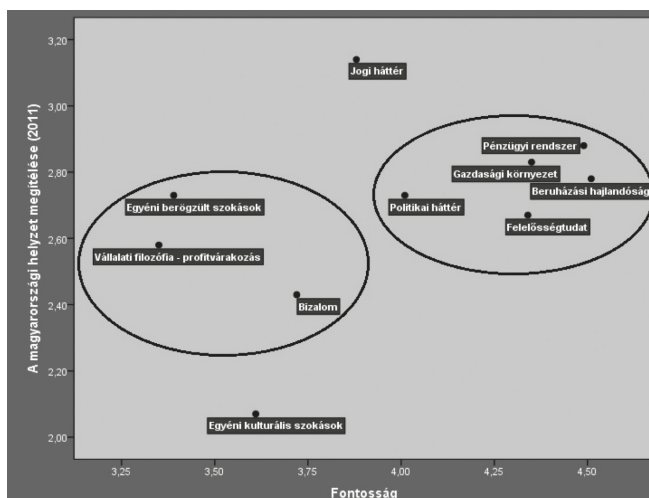 A magyarországi helyzet megítélése (2011)
3,20
3,00
2,80
2,60
2,40
2,20
2,00
Jogi háttér
Pénzügyi rendszer
Gazdasági környezet
Beruházási hajlandóság
Egyéni berögzült szokások
Politikai háttér
Felelősségtudat
Vállalati filozófia - profitvárakozás
Bizalom
Egyéni kulturális szokások
3,25
3,50
3,75
4,00
4,25
4,50
Fontosság